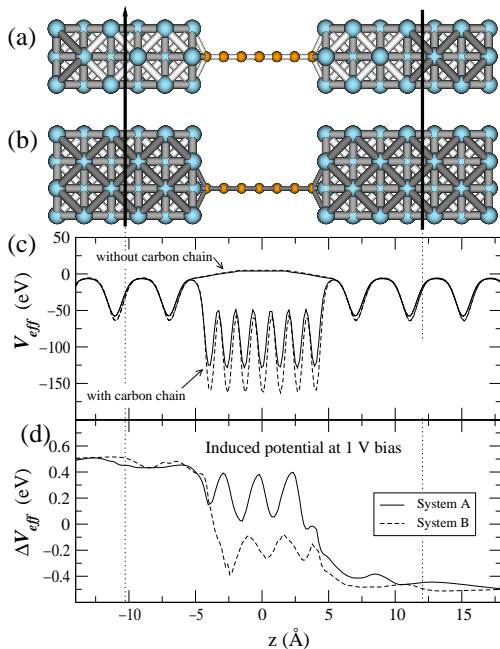 (a)
(b)
(c)
50
0
−50
−100
−150
V_eff (eV)
without carbon chain
with carbon chain
(d)
Induced potential at 1 V bias
0.6
0.4
0.2
0
−0.2
−0.4
ΔV_eff (eV)
System A
System B
−10
−5
0
5
10
15
z (Å)